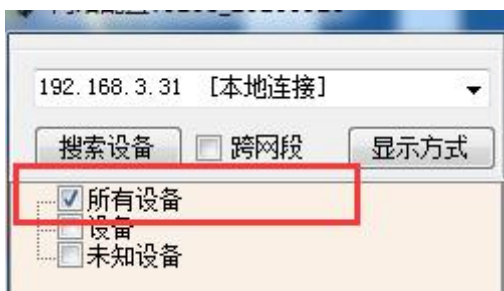 192.168.3.31 [本地连接]
搜索设备 跨网段 显示方式
所有设备
设备
未知设备